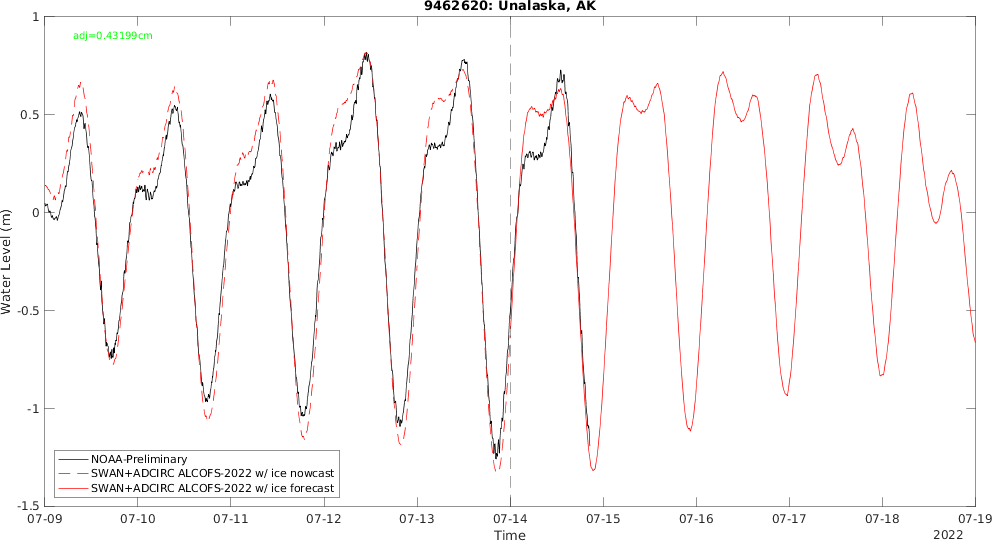 9462620: Unalaska, AK
adj=0.43199cm
1
0.5
0
-0.5
-1
-1.5
Water Level (m)
NOAA-Preliminary
SWAN+ADCIRC ALCOFS-2022 w/ ice nowcast
SWAN+ADCIRC ALCOFS-2022 w/ ice forecast
07-09 07-10 07-11 07-12 07-13 07-14 07-15 07-16 07-17 07-18 07-19
Time
2022